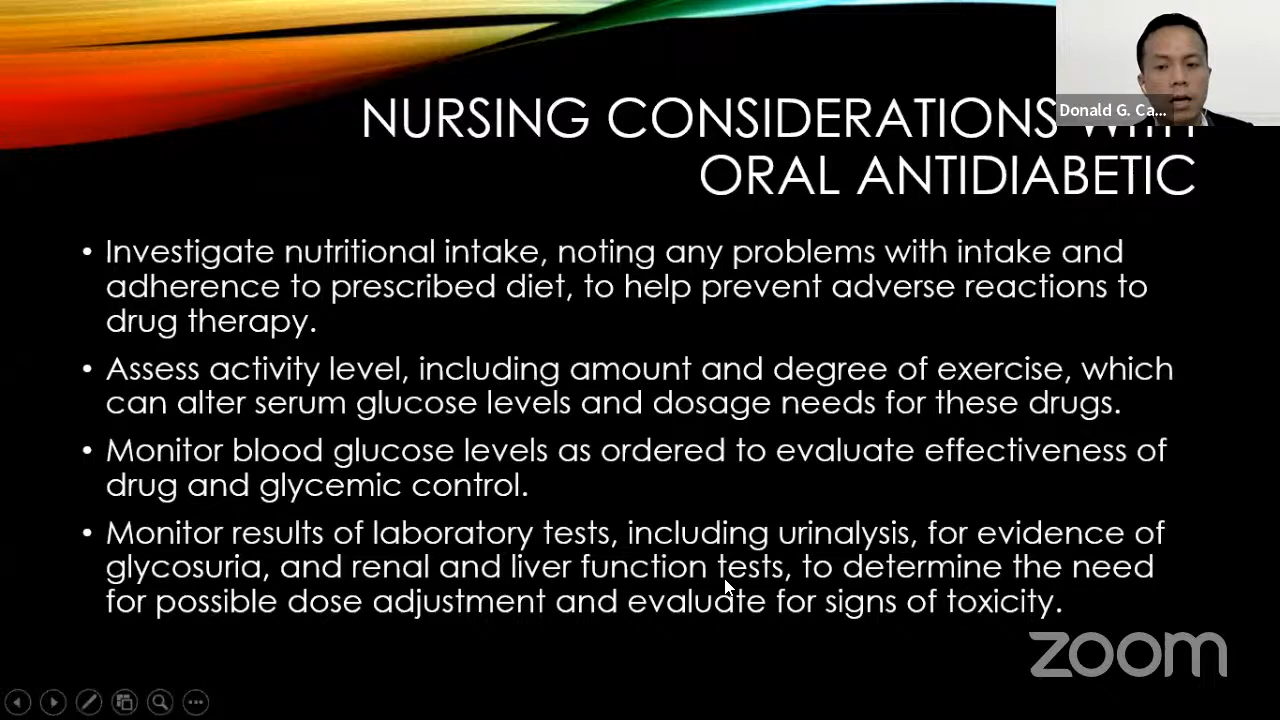 Donald G. Ca...
NURSING CONSIDERATIONS WITH
ORAL ANTIDIABETIC
• Investigate nutritional intake, noting any problems with intake and
adherence to prescribed diet, to help prevent adverse reactions to
drug therapy.
• Assess activity level, including amount and degree of exercise, which
can alter serum glucose levels and dosage needs for these drugs.
• Monitor blood glucose levels as ordered to evaluate effectiveness of
drug and glycemic control.
• Monitor results of laboratory tests, including urinalysis, for evidence of
glycosuria, and renal and liver function tests, to determine the need
for possible dose adjustment and evaluate for signs of toxicity.
zoom